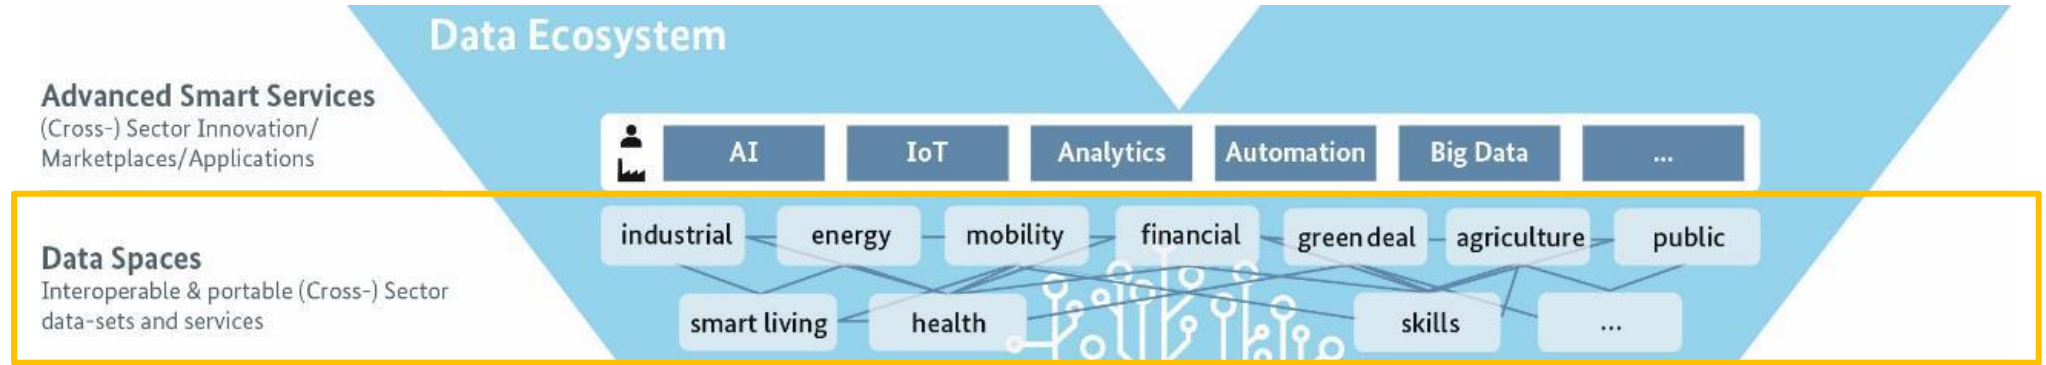 Data Ecosystem
Advanced Smart Services
(Cross-) Sector Innovation/
Marketplaces/Applications
AI
IoT
Analytics
Automation
Big Data
...
Data Spaces
Interoperable & portable (Cross-) Sector
data-sets and services
industrial
energy
mobility
financial
green deal
agriculture
public
smart living
health
skills
...